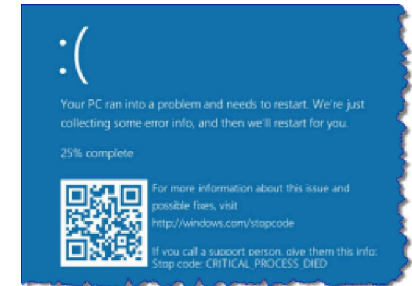 :(
Your PC ran into a problem and needs to restart. We're just
collecting some error info, and then we'll restart for you.
25% complete
For more information about this issue and
possible fixes, visit
http://windows.com/stopcode
If you call a support person, give them this info:
Stop code: CRITICAL_PROCESS_DIED